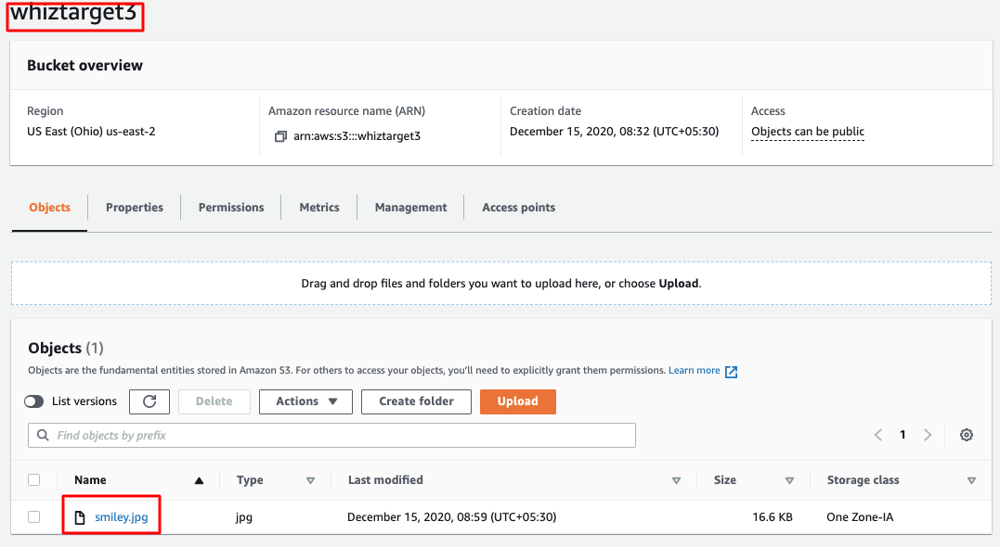 whiztarget3
Bucket overview
Region
Amazon resource name (ARN)
Creation date
Access
US East (Ohio) us-east-2
arn:aws:s3:::whiztarget3
December 15, 2020, 08:32 (UTC+05:30)
Objects can be public
Objects
Properties
Permissions
Metrics
Management
Access points
Drag and drop files and folders you want to upload here, or choose Upload.
Objects (1)
Objects are the fundamental entities stored in Amazon S3. For others to access your objects, you'll need to explicitly grant them permissions. Learn more
List versions
Delete
Actions
Create folder
Upload
Find objects by prefix
1
Name
Type
Last modified
Size
Storage class
smiley.jpg
jpg
December 15, 2020, 08:59 (UTC+05:30)
16.6 KB
One Zone-IA